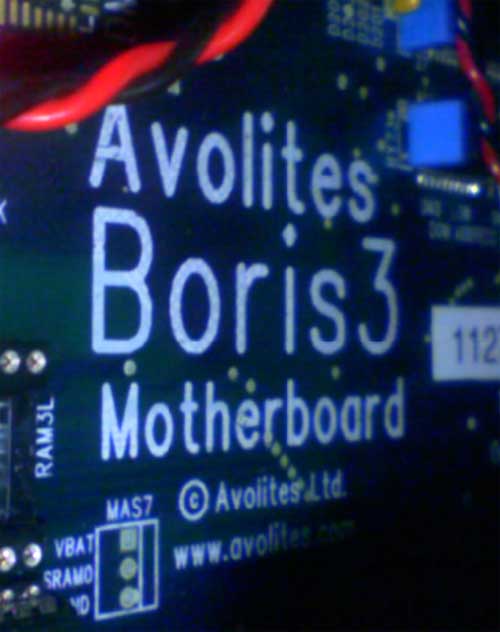 Avolites
Boris3
Motherboard
© Avolites Ltd.
www.avolites.com
MAS7
VBAT
SRAM0
RAM3L
112